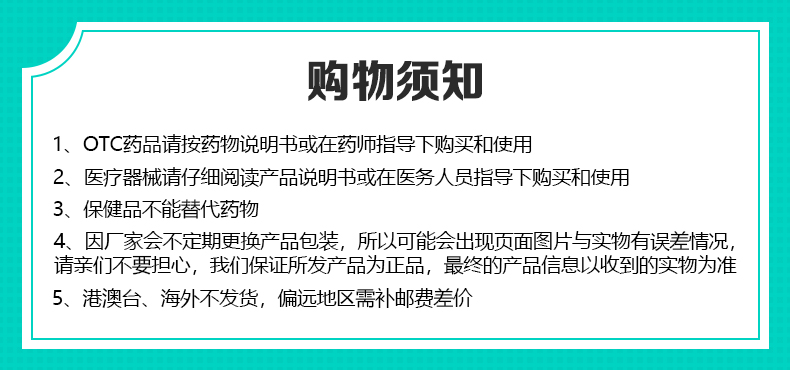 购物须知
1、OTC药品请按药物说明书或在药师指导下购买和使用
2、医疗器械请仔细阅读产品说明书或在医务人员指导下购买和使用
3、保健品不能替代药物
4、因厂家会不定期更换产品包装，所以可能会出现页面图片与实物有误差情况，
请亲们不要担心，我们保证所发产品为正品，最终的产品信息以收到的实物为准
5、港澳台、海外不发货，偏远地区需补邮费差价